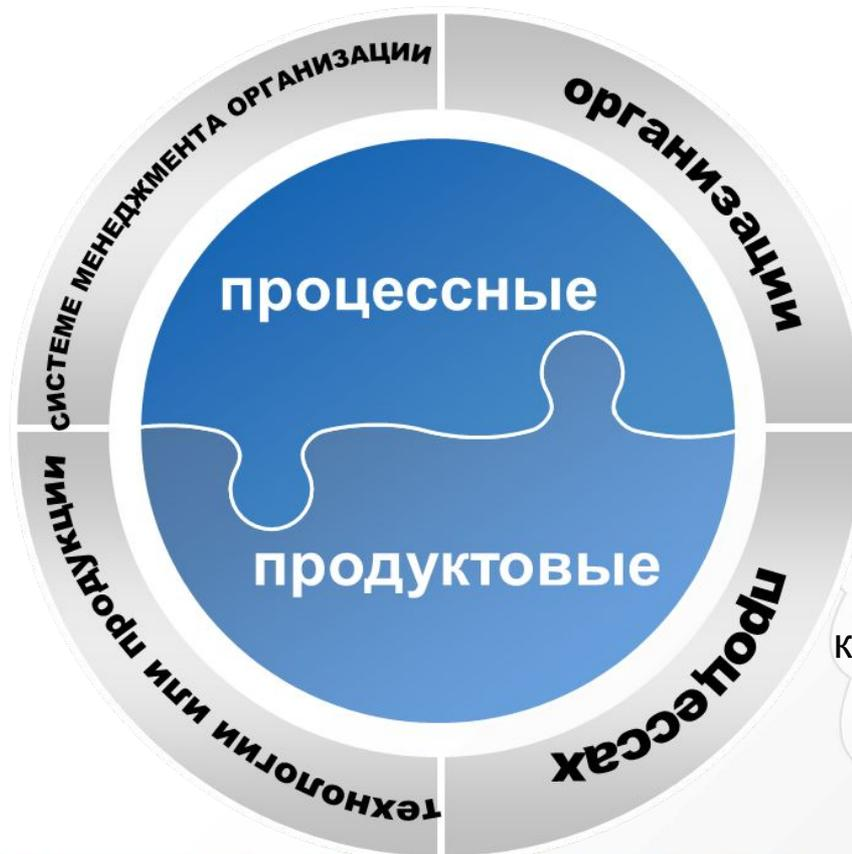 СИСТЕМЕ МЕНЕДЖМЕНТА ОРГАНИЗАЦИИ
организации
процессные
продуктовые
технологии или продукции
процессах
к